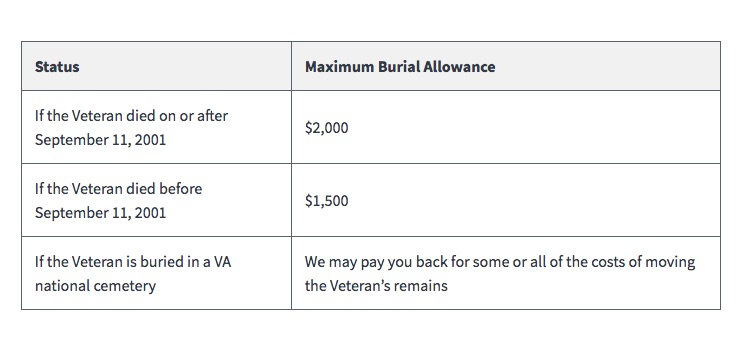 Status
Maximum Burial Allowance
If the Veteran died on or after
September 11, 2001
$2,000
If the Veteran died before
September 11, 2001
$1,500
If the Veteran is buried in a VA
national cemetery
We may pay you back for some or all of the costs of moving
the Veteran’s remains